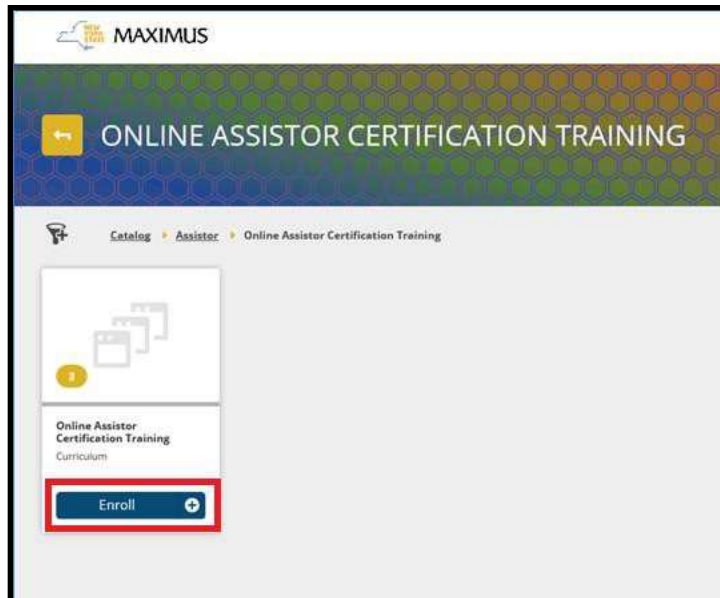 NEW
YORK
STATE
MAXIMUS
ONLINE ASSISTOR CERTIFICATION TRAINING
Catalog Assistor Online Assistor Certification Training
3
Online Assistor
Certification Training
Curriculum
Enroll